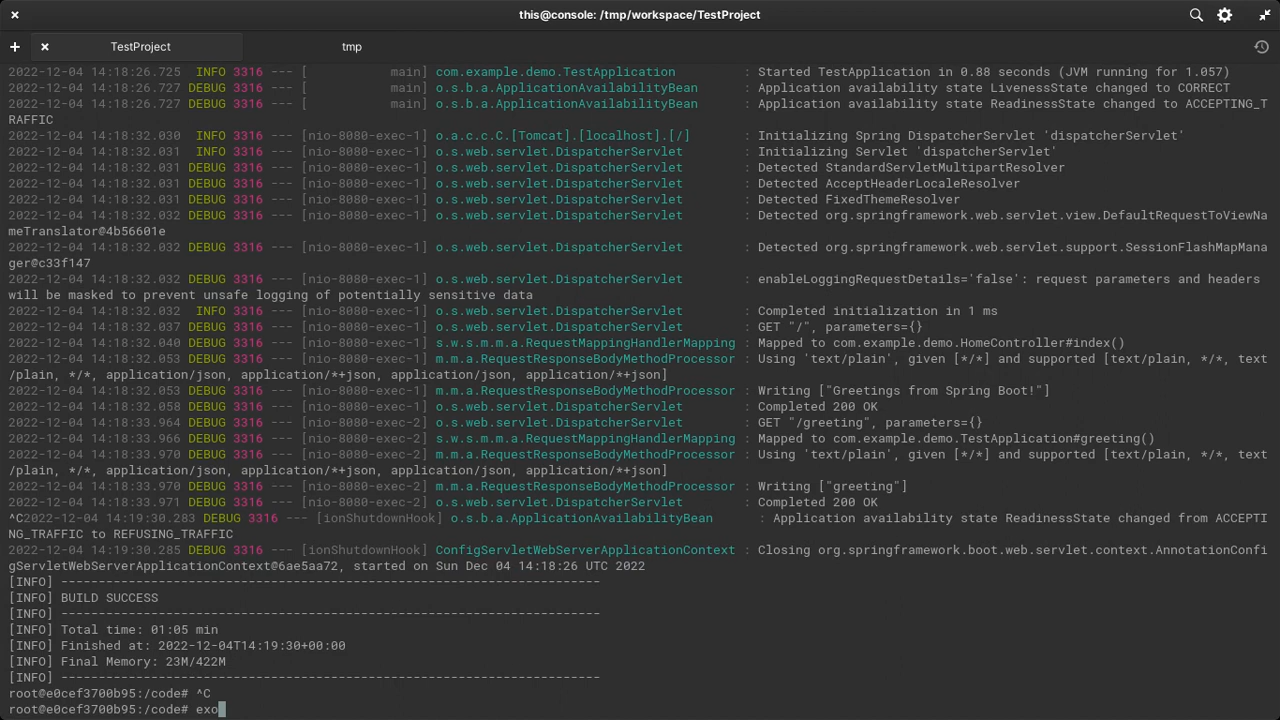 this@console: /tmp/workspace/TestProject
TestProject
tmp
2022-12-04 14:18:26.725  INFO 3316 --- [           main] com.example.demo.TestApplication         : Started TestApplication in 0.88 seconds (JVM running for 1.057)
2022-12-04 14:18:26.727 DEBUG 3316 --- [           main] o.s.b.a.ApplicationAvailabilityBean      : Application availability state LivenessState changed to CORRECT
2022-12-04 14:18:26.727 DEBUG 3316 --- [           main] o.s.b.a.ApplicationAvailabilityBean      : Application availability state ReadinessState changed to ACCEPTING_T
RAFFIC
2022-12-04 14:18:32.030  INFO 3316 --- [nio-8080-exec-1] o.a.c.c.C.[Tomcat].[localhost].[/]       : Initializing Spring DispatcherServlet 'dispatcherServlet'
2022-12-04 14:18:32.031  INFO 3316 --- [nio-8080-exec-1] o.s.web.servlet.DispatcherServlet        : Initializing Servlet 'dispatcherServlet'
2022-12-04 14:18:32.031 DEBUG 3316 --- [nio-8080-exec-1] o.s.web.servlet.DispatcherServlet        : Detected StandardServletMultipartResolver
2022-12-04 14:18:32.031 DEBUG 3316 --- [nio-8080-exec-1] o.s.web.servlet.DispatcherServlet        : Detected AcceptHeaderLocaleResolver
2022-12-04 14:18:32.031 DEBUG 3316 --- [nio-8080-exec-1] o.s.web.servlet.DispatcherServlet        : Detected FixedThemeResolver
2022-12-04 14:18:32.032 DEBUG 3316 --- [nio-8080-exec-1] o.s.web.servlet.DispatcherServlet        : Detected org.springframework.web.servlet.view.DefaultRequestToViewNa
meTranslator@4b56601e
2022-12-04 14:18:32.032 DEBUG 3316 --- [nio-8080-exec-1] o.s.web.servlet.DispatcherServlet        : Detected org.springframework.web.servlet.support.SessionFlashMapMana
ger@c33f147
2022-12-04 14:18:32.032 DEBUG 3316 --- [nio-8080-exec-1] o.s.web.servlet.DispatcherServlet        : enableLoggingRequestDetails='false': request parameters and headers
will be masked to prevent unsafe logging of potentially sensitive data
2022-12-04 14:18:32.032  INFO 3316 --- [nio-8080-exec-1] o.s.web.servlet.DispatcherServlet        : Completed initialization in 1 ms
2022-12-04 14:18:32.037 DEBUG 3316 --- [nio-8080-exec-1] o.s.web.servlet.DispatcherServlet        : GET "/", parameters={}
2022-12-04 14:18:32.040 DEBUG 3316 --- [nio-8080-exec-1] s.w.s.m.m.a.RequestMappingHandlerMapping : Mapped to com.example.demo.HomeController#index()
2022-12-04 14:18:32.053 DEBUG 3316 --- [nio-8080-exec-1] m.m.a.RequestResponseBodyMethodProcessor : Using 'text/plain', given [*/*] and supported [text/plain, */*, text
/plain, */*, application/json, application/*+json, application/json, application/*+json]
2022-12-04 14:18:32.053 DEBUG 3316 --- [nio-8080-exec-1] m.m.a.RequestResponseBodyMethodProcessor : Writing ["Greetings from Spring Boot!"]
2022-12-04 14:18:32.058 DEBUG 3316 --- [nio-8080-exec-1] o.s.web.servlet.DispatcherServlet        : Completed 200 OK
2022-12-04 14:18:33.964 DEBUG 3316 --- [nio-8080-exec-2] o.s.web.servlet.DispatcherServlet        : GET "/greeting", parameters={}
2022-12-04 14:18:33.966 DEBUG 3316 --- [nio-8080-exec-2] s.w.s.m.m.a.RequestMappingHandlerMapping : Mapped to com.example.demo.TestApplication#greeting()
2022-12-04 14:18:33.970 DEBUG 3316 --- [nio-8080-exec-2] m.m.a.RequestResponseBodyMethodProcessor : Using 'text/plain', given [*/*] and supported [text/plain, */*, text
/plain, */*, application/json, application/*+json, application/json, application/*+json]
2022-12-04 14:18:33.970 DEBUG 3316 --- [nio-8080-exec-2] m.m.a.RequestResponseBodyMethodProcessor : Writing ["greeting"]
2022-12-04 14:18:33.971 DEBUG 3316 --- [nio-8080-exec-2] o.s.web.servlet.DispatcherServlet        : Completed 200 OK
^C2022-12-04 14:19:30.283 DEBUG 3316 --- [ionShutdownHook] o.s.b.a.ApplicationAvailabilityBean      : Application availability state ReadinessState changed from ACCEPTI
NG_TRAFFIC to REFUSING_TRAFFIC
2022-12-04 14:19:30.285 DEBUG 3316 --- [ionShutdownHook] ConfigServletWebServerApplicationContext : Closing org.springframework.boot.web.servlet.context.AnnotationConfi
gServletWebServerApplicationContext@6ae5aa72, started on Sun Dec 04 14:18:26 UTC 2022
[INFO] ------------------------------------------------------------------------
[INFO] BUILD SUCCESS
[INFO] ------------------------------------------------------------------------
[INFO] Total time: 01:05 min
[INFO] Finished at: 2022-12-04T14:19:30+00:00
[INFO] Final Memory: 23M/422M
[INFO] ------------------------------------------------------------------------
root@e0cef3700b95:/code# ^C
root@e0cef3700b95:/code# exo